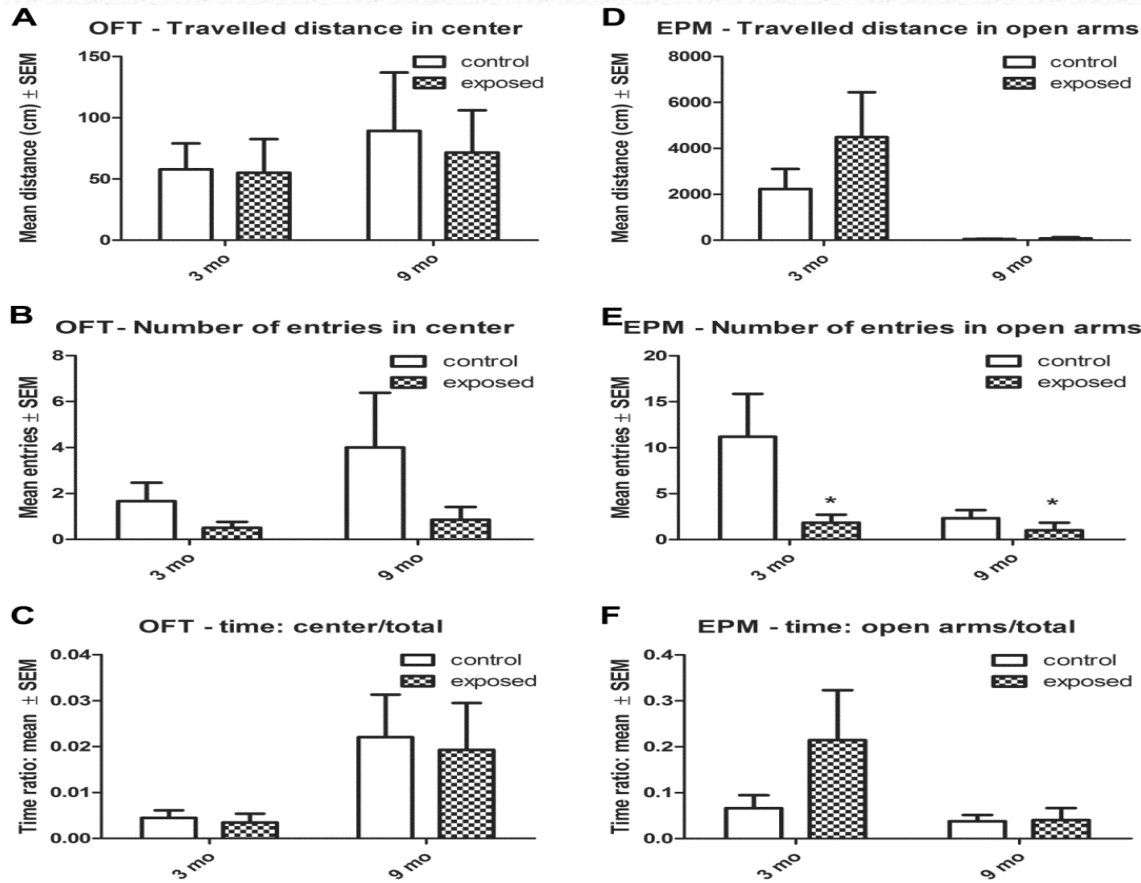 A
OFT - Travelled distance in center
Mean distance (cm) ± SEM
150
100
50
0
control
exposed
3 mo
9 mo
D
EPM - Travelled distance in open arms
Mean distance (cm) ± SEM
8000
6000
4000
2000
0
control
exposed
3 mo
9 mo
B
OFT- Number of entries in center
Mean entries ± SEM
8
6
4
2
0
control
exposed
3 mo
9 mo
E
EPM - Number of entries in open arms
Mean entries ± SEM
20
15
10
5
0
control
exposed
*
*
3 mo
9 mo
C
OFT - time: center/total
Time ratio: mean ± SEM
0.04
0.03
0.02
0.01
0.00
control
exposed
3 mo
9 mo
F
EPM - time: open arms/total
Time ratio: mean ± SEM
0.4
0.3
0.2
0.1
0.0
control
exposed
3 mo
9 mo